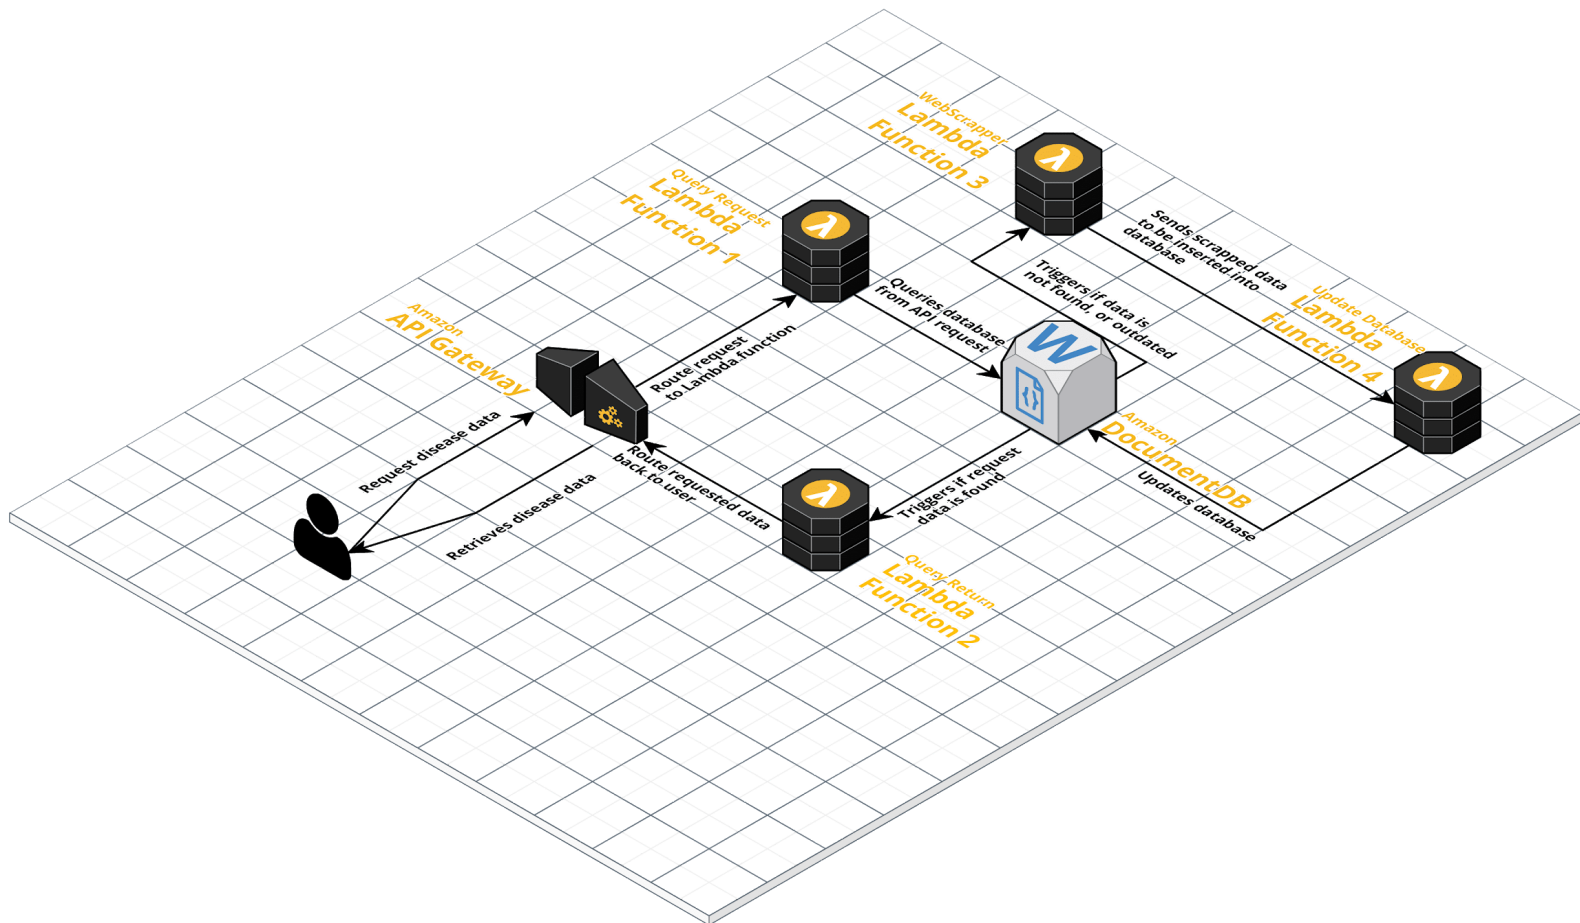 WebScrapper
Lambda
Function 3
Query Request
Lambda
Function 1
Sends scrapped data
to be inserted into
database
Triggers if data is
not found, or outdated
Update Database
Lambda
Function 4
Amazon
API Gateway
Queries database
from API request
Route request
to Lambda function
W
{}
Request disease data
Amazon
DocumentDB
Route requested data
back to user
Triggers if request
data is found
Updates database
Retrieves disease data
Query Return
Lambda
Function 2